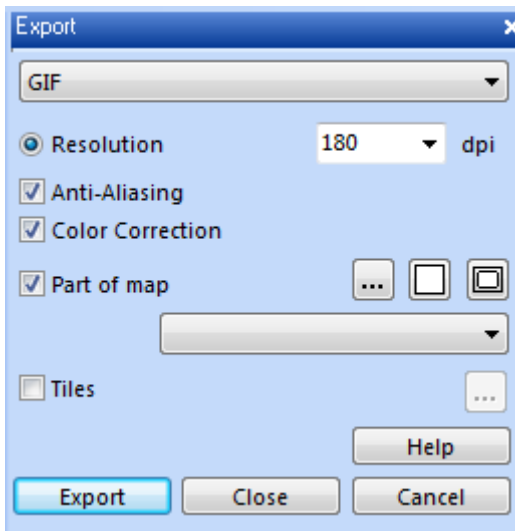 Export
GIF
Resolution 180 dpi
Anti-Aliasing
Color Correction
Part of map ...
Tiles ...
Help
Export Close Cancel